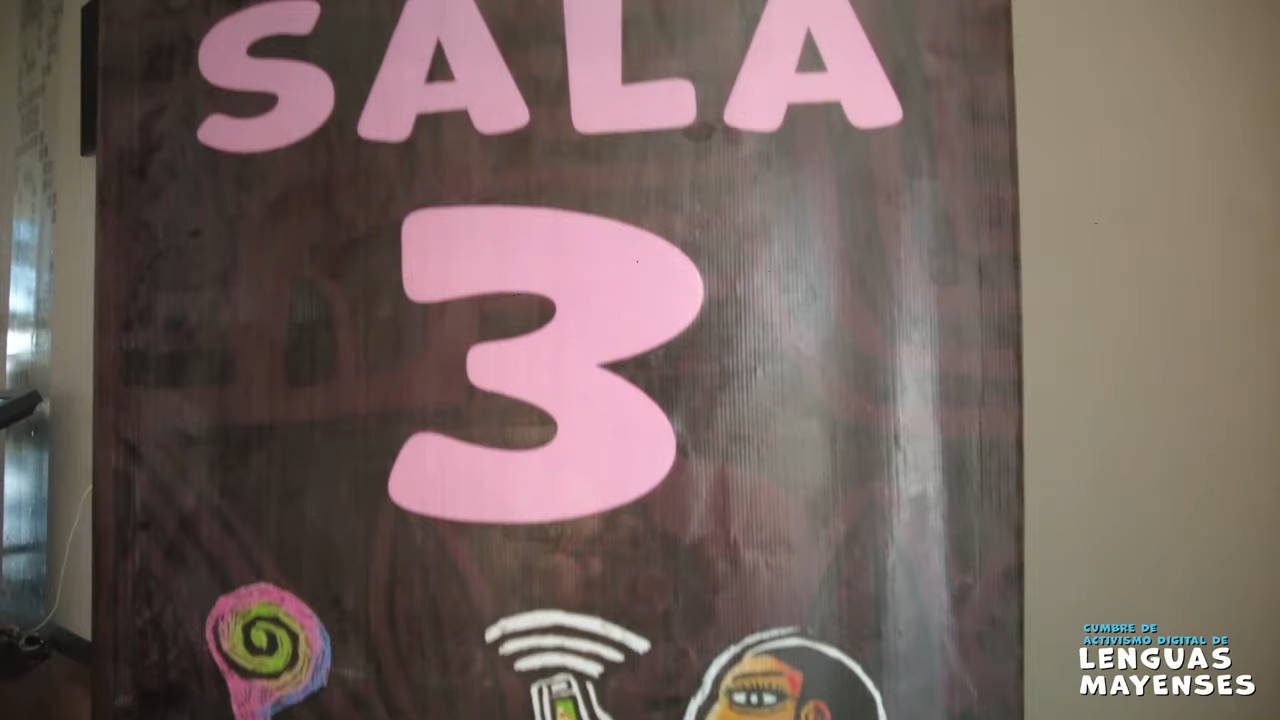 SALA
3
CUMBRE DE
ACTIVISMO DIGITAL DE
LENGUAS
MAYENSES